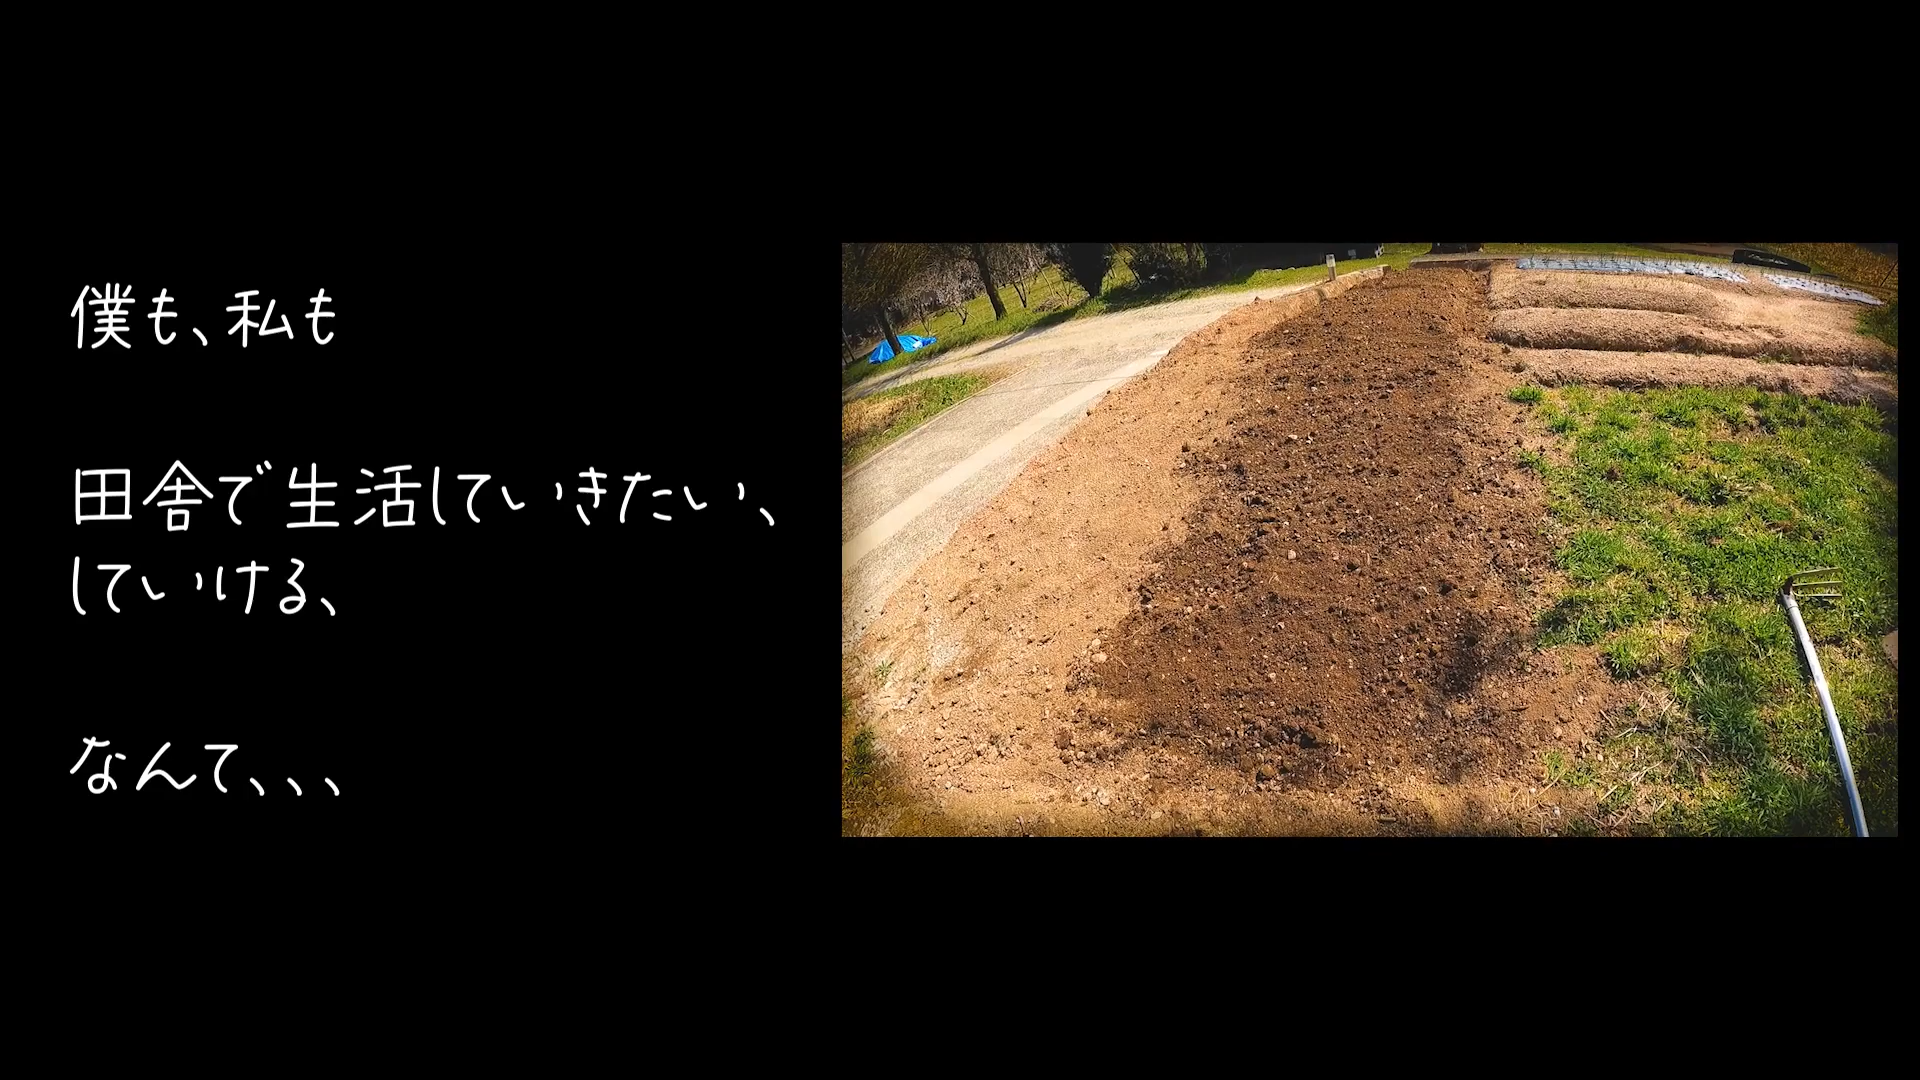 僕も、私も
田舎で生活していきたい、
していける、
なんて、、、